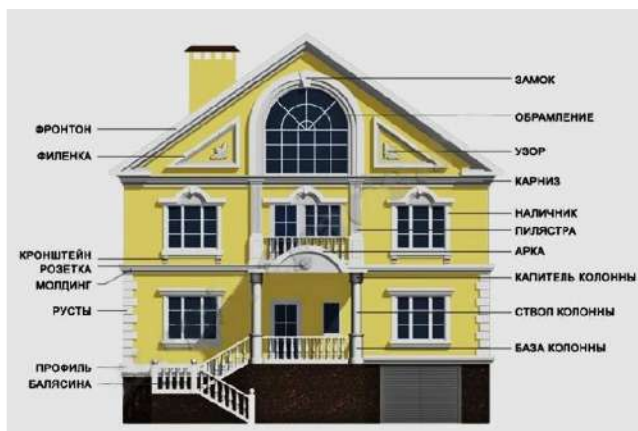 ФРОНТОН
ФИЛЕНКА
КРОНШТЕЙН
РОЗЕТКА
МОЛДИНГ
РУСТЫ
ПРОФИЛЬ
БАЛЯСИНА
ЗАМОК
ОБРАМЛЕНИЕ
УЗОР
КАРНИЗ
НАЛИЧНИК
ПИЛЯСТРА
АРКА
КАПИТЕЛЬ КОЛОННЫ
СТВОЛ КОЛОННЫ
БАЗА КОЛОННЫ